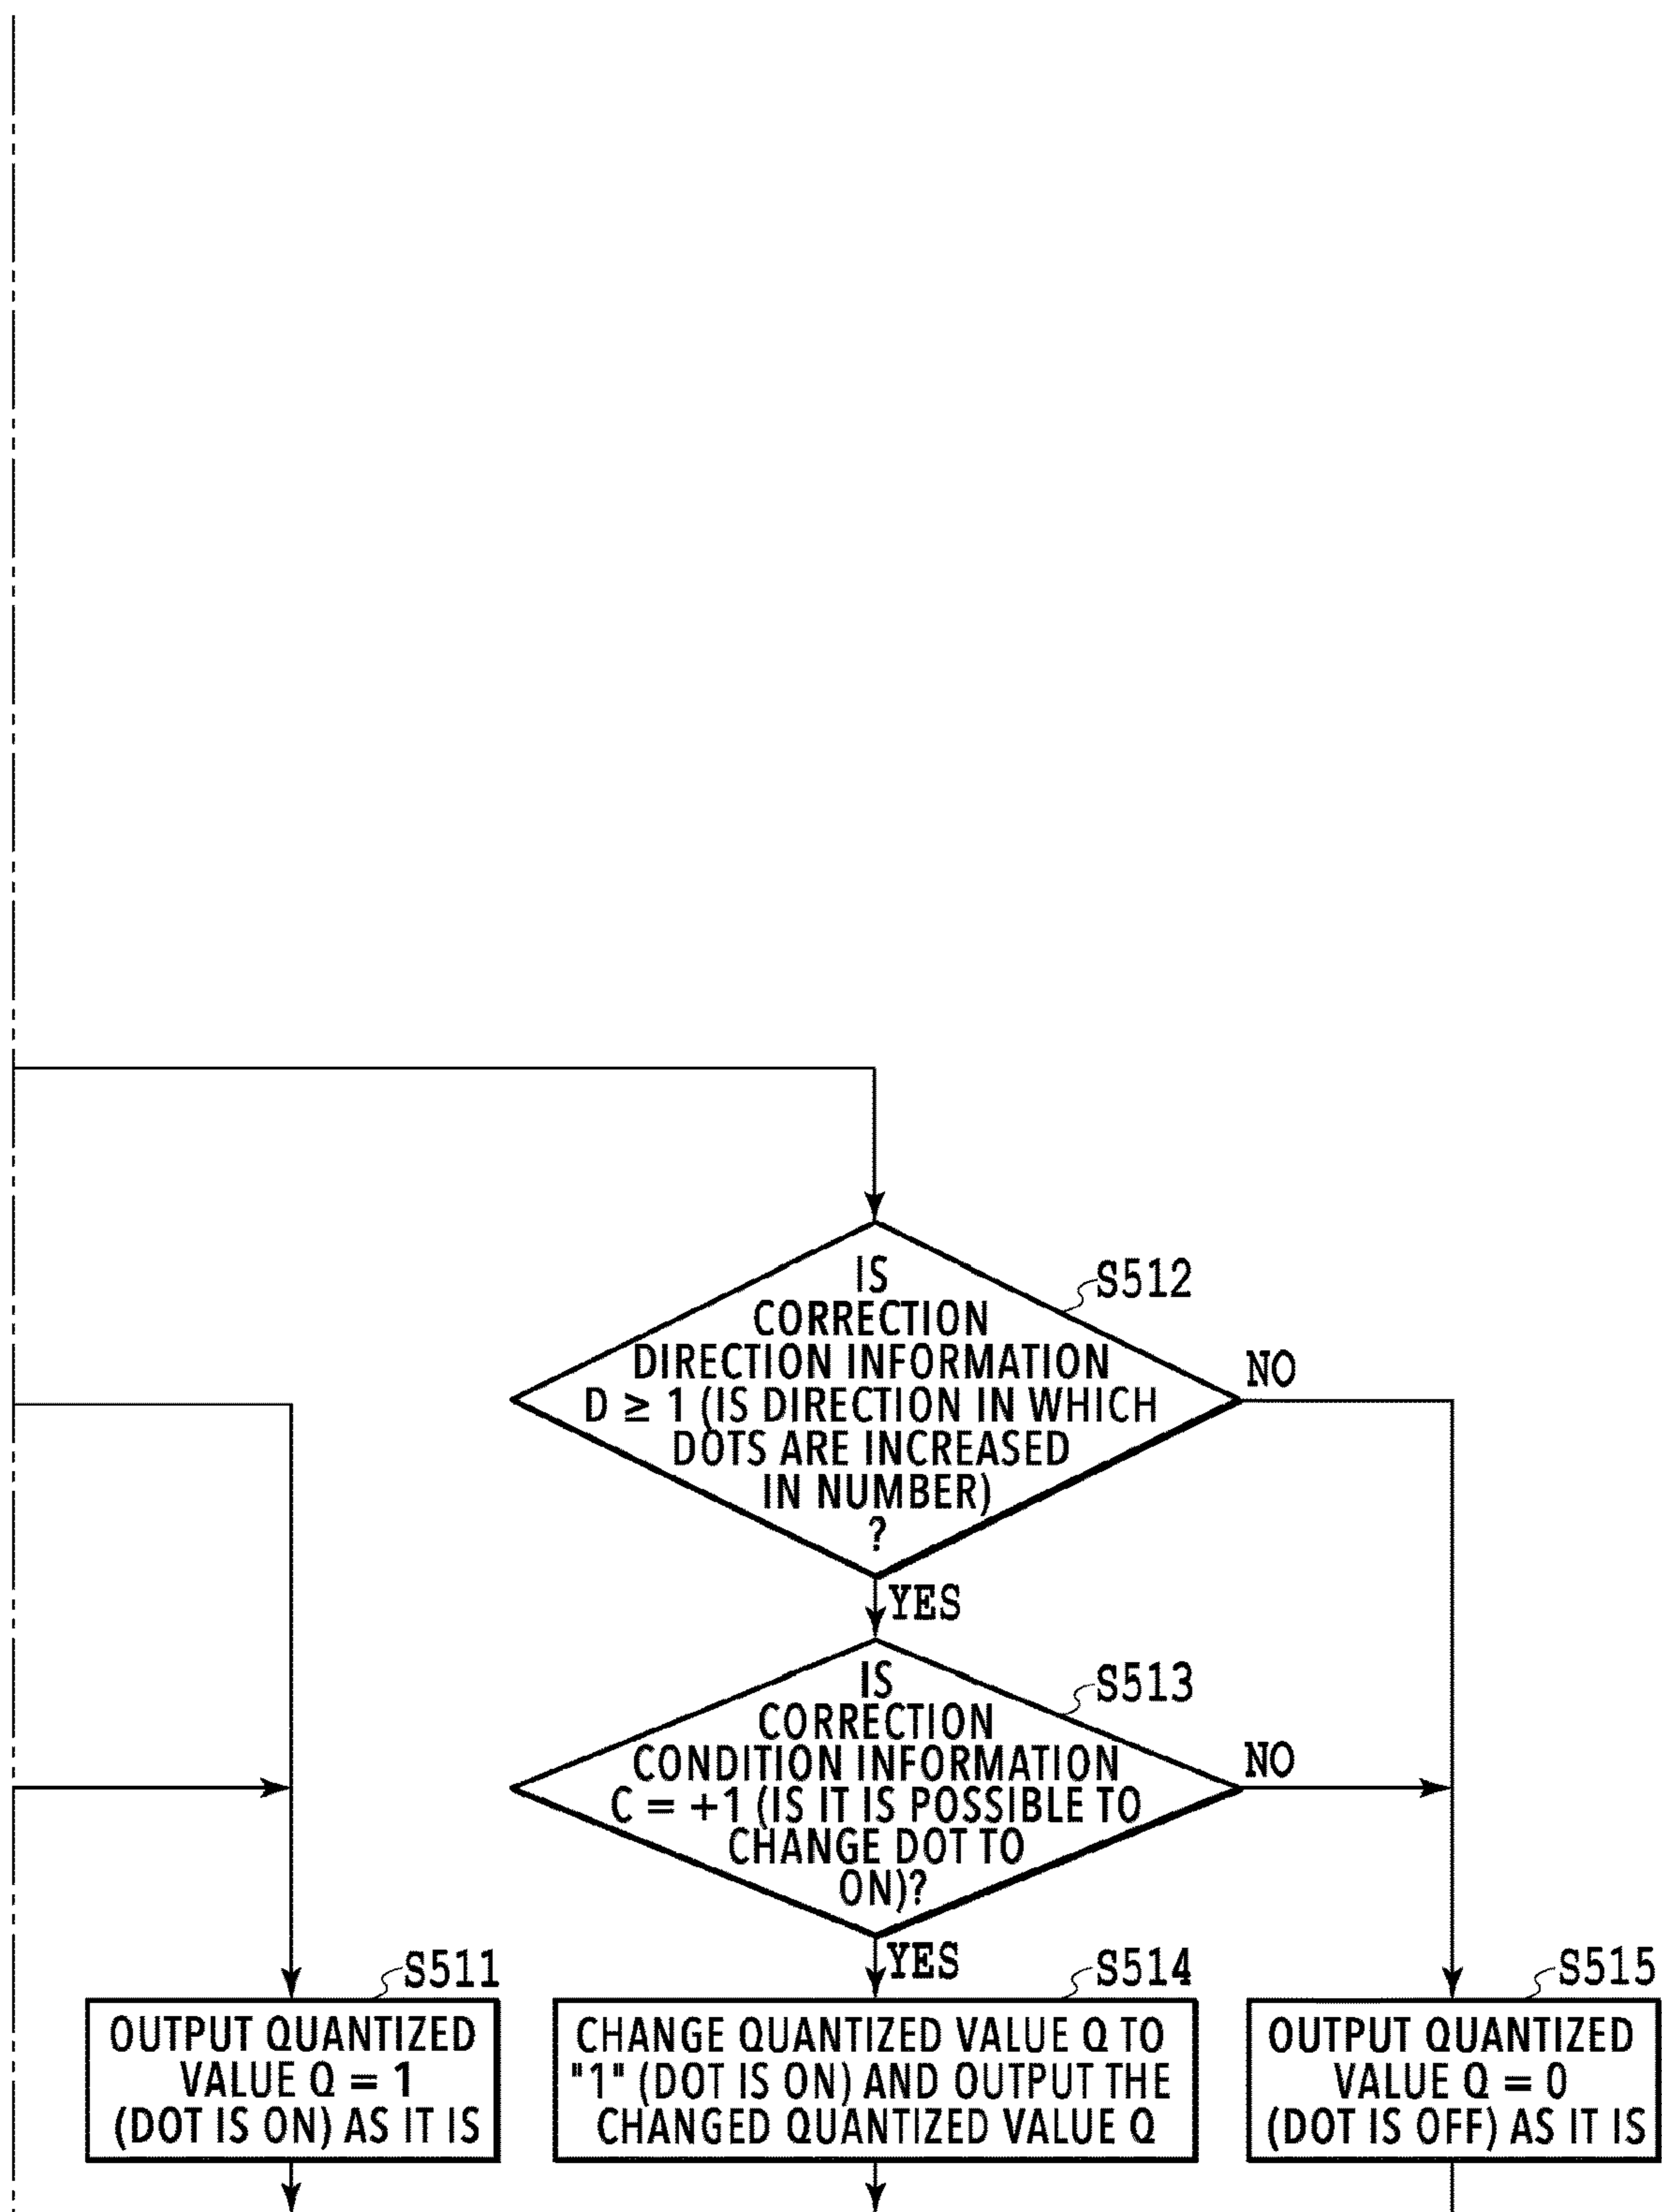 S512
IS
CORRECTION
DIRECTION INFORMATION
D ≥ 1 (IS DIRECTION IN WHICH
DOTS ARE INCREASED
IN NUMBER)
?
NO
YES
S513
IS
CORRECTION
CONDITION INFORMATION
C = +1 (IS IT IS POSSIBLE TO
CHANGE DOT TO
ON)?
NO
YES
S511
OUTPUT QUANTIZED
VALUE Q = 1
(DOT IS ON) AS IT IS
S514
CHANGE QUANTIZED VALUE Q TO
"1" (DOT IS ON) AND OUTPUT THE
CHANGED QUANTIZED VALUE Q
S515
OUTPUT QUANTIZED
VALUE Q = 0
(DOT IS OFF) AS IT IS